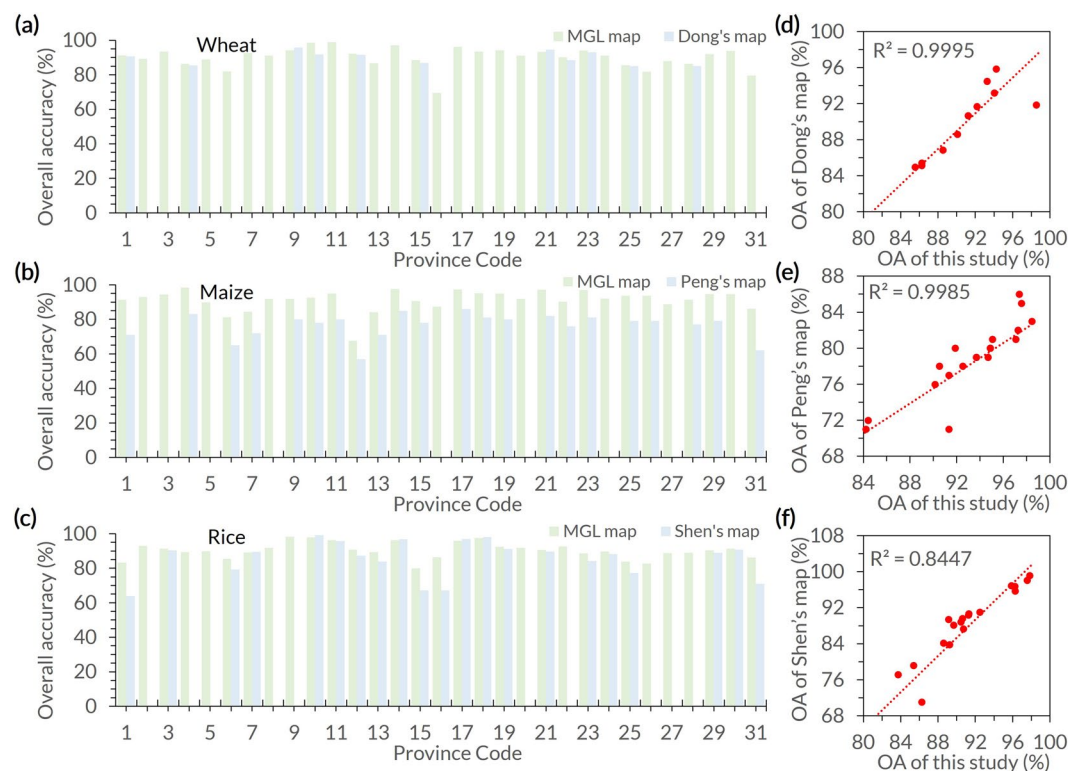 (a)
Wheat
MGL map
Dong's map
Overall accuracy (%)
100
80
60
40
20
0
1 3 5 7 9 11 13 15 17 19 21 23 25 27 29 31
Province Code
(d)
R² = 0.9995
OA of Dong's map (%)
100
96
92
88
84
80
80 84 88 92 96 100
OA of this study (%)
(b)
Maize
MGL map
Peng's map
Overall accuracy (%)
100
80
60
40
20
0
1 3 5 7 9 11 13 15 17 19 21 23 25 27 29 31
Province Code
(e)
R² = 0.9985
OA of Peng's map (%)
88
84
80
76
72
68
84 88 92 96 100
OA of this study (%)
(c)
Rice
MGL map
Shen's map
Overall accuracy (%)
100
80
60
40
20
0
1 3 5 7 9 11 13 15 17 19 21 23 25 27 29 31
Province Code
(f)
R² = 0.8447
OA of Shen's map (%)
108
100
92
84
76
68
80 84 88 92 96 100
OA of this study (%)